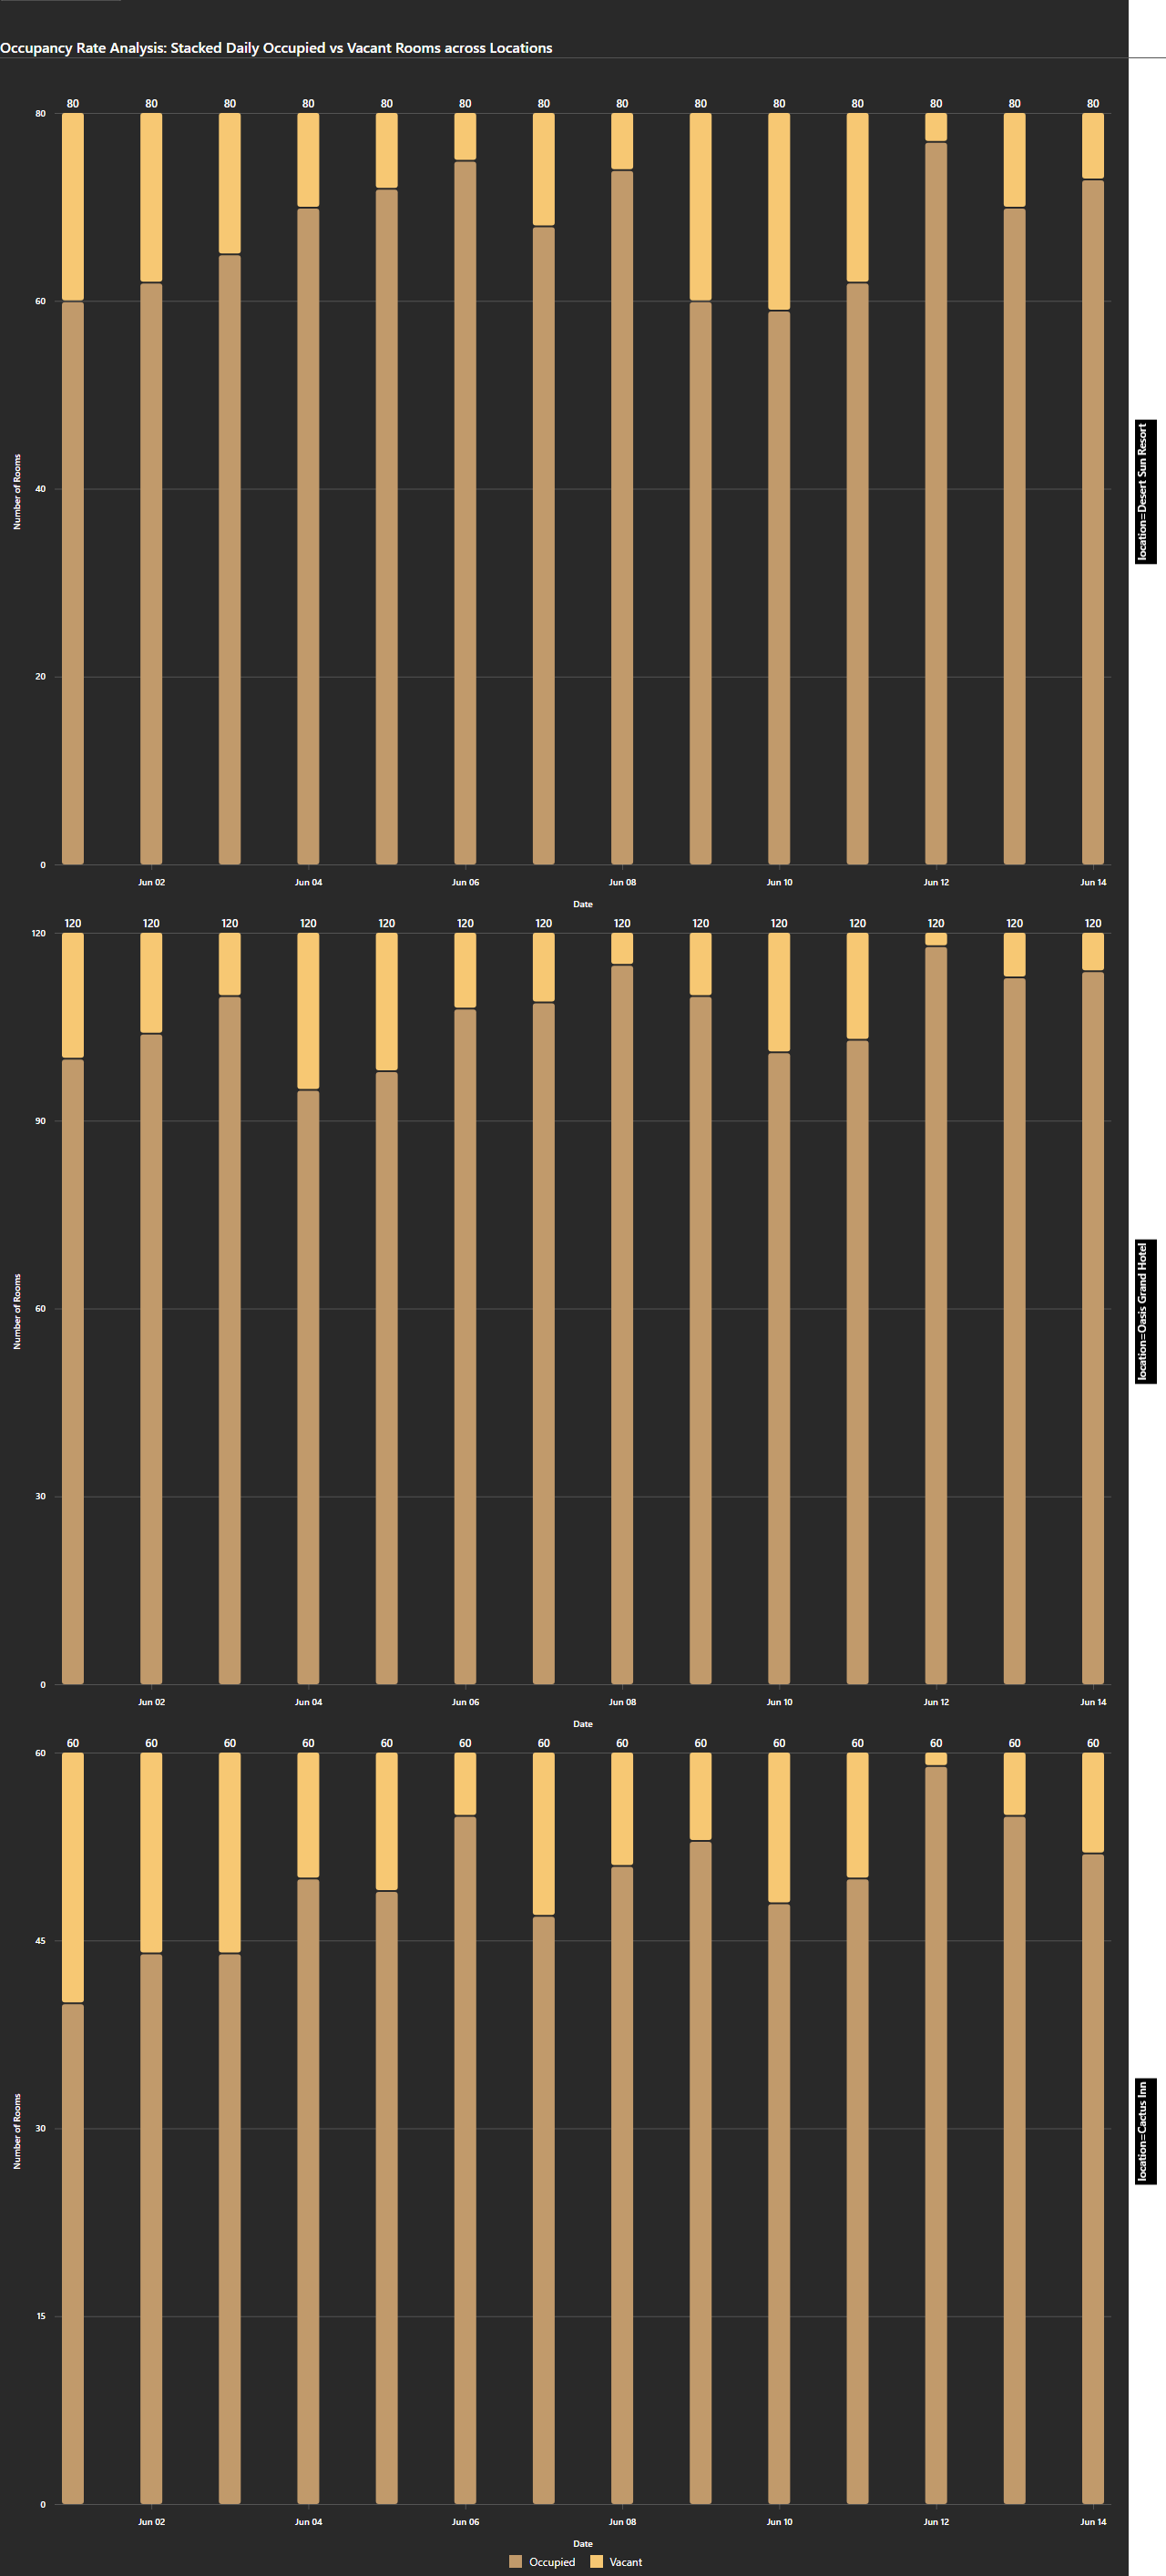 Occupancy Rate Analysis: Stacked Daily Occupied vs Vacant Rooms across Locations
80 80 80 80 80 80 80 80 80 80 80 80 80 80
80
60
40
20
0
Number of Rooms
Jun 02 Jun 04 Jun 06 Jun 08 Jun 10 Jun 12 Jun 14
Date
location=Desert Sun Resort
120 120 120 120 120 120 120 120 120 120 120 120 120 120
120
90
60
30
0
Number of Rooms
Jun 02 Jun 04 Jun 06 Jun 08 Jun 10 Jun 12 Jun 14
Date
location=Oasis Grand Hotel
60 60 60 60 60 60 60 60 60 60 60 60 60 60
60
45
30
15
0
Number of Rooms
Jun 02 Jun 04 Jun 06 Jun 08 Jun 10 Jun 12 Jun 14
Date
location=Cactus Inn
Occupied Vacant